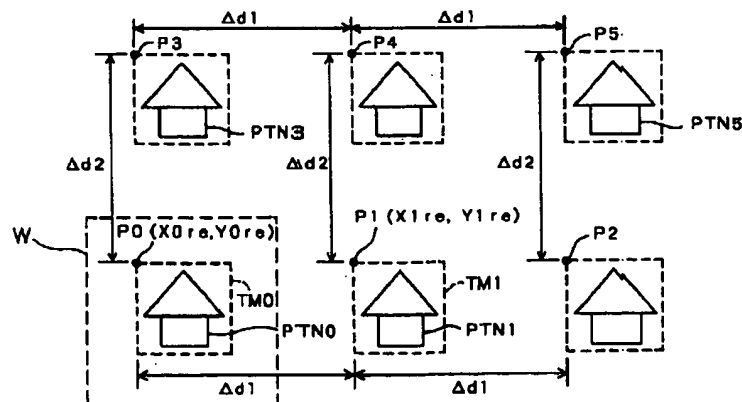 Δd1 Δd1
P3 P4 P5
PTN3 PTN5
Δd2 Δd2 Δd2
W P0 (X0re,Y0re) P1 (X1re, Y1re) P2
TM0 TM1
PTN0 PTN1
Δd1 Δd1